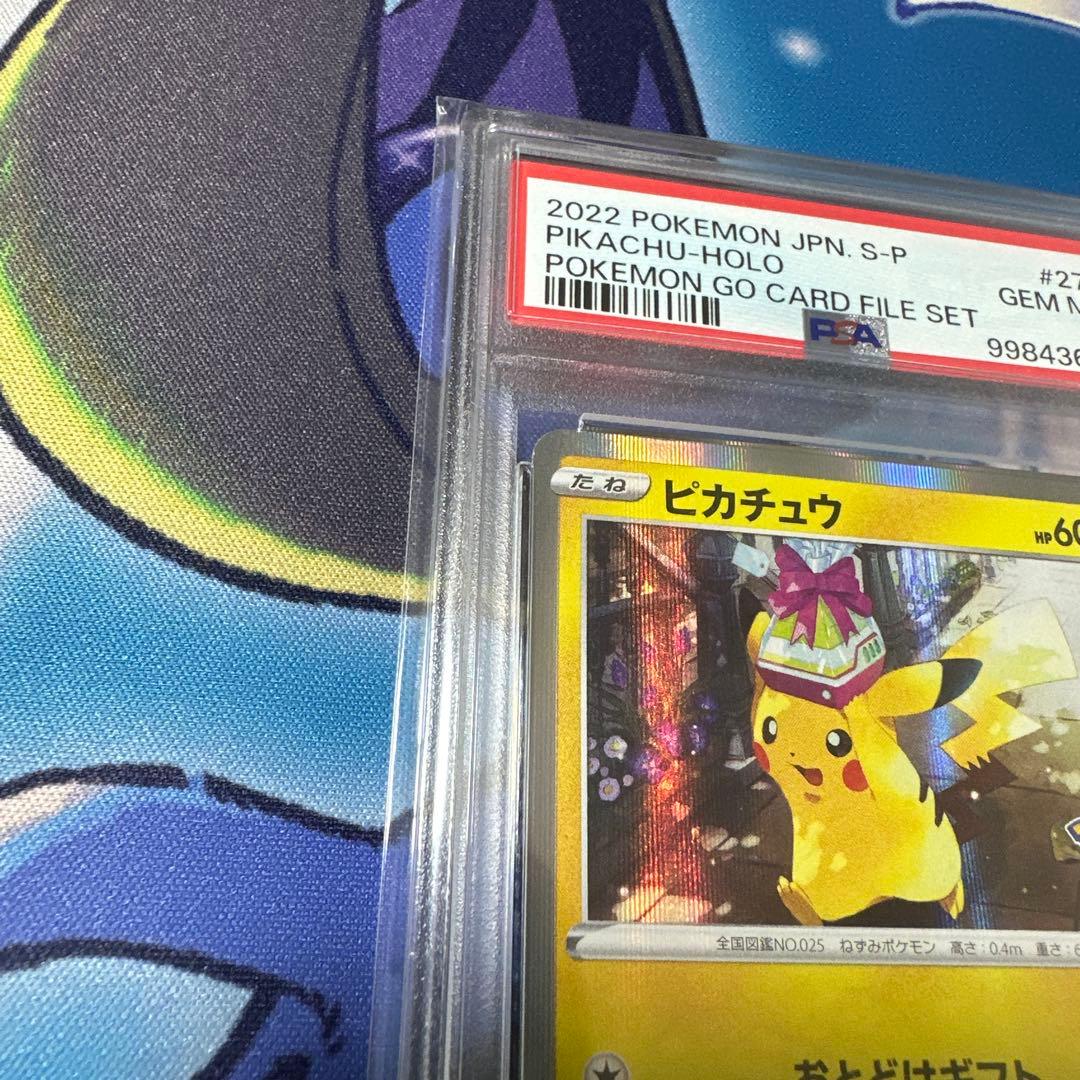 2022 POKEMON JPN. S-P
PIKACHU-HOLO
POKEMON GO CARD FILE SET
#27
GEM M
PSA
998436
たね
ピカチュウ
HP60
全国図鑑NO.025 ねずみポケモン 高さ:0.4m 重さ:6
おとどけギフト